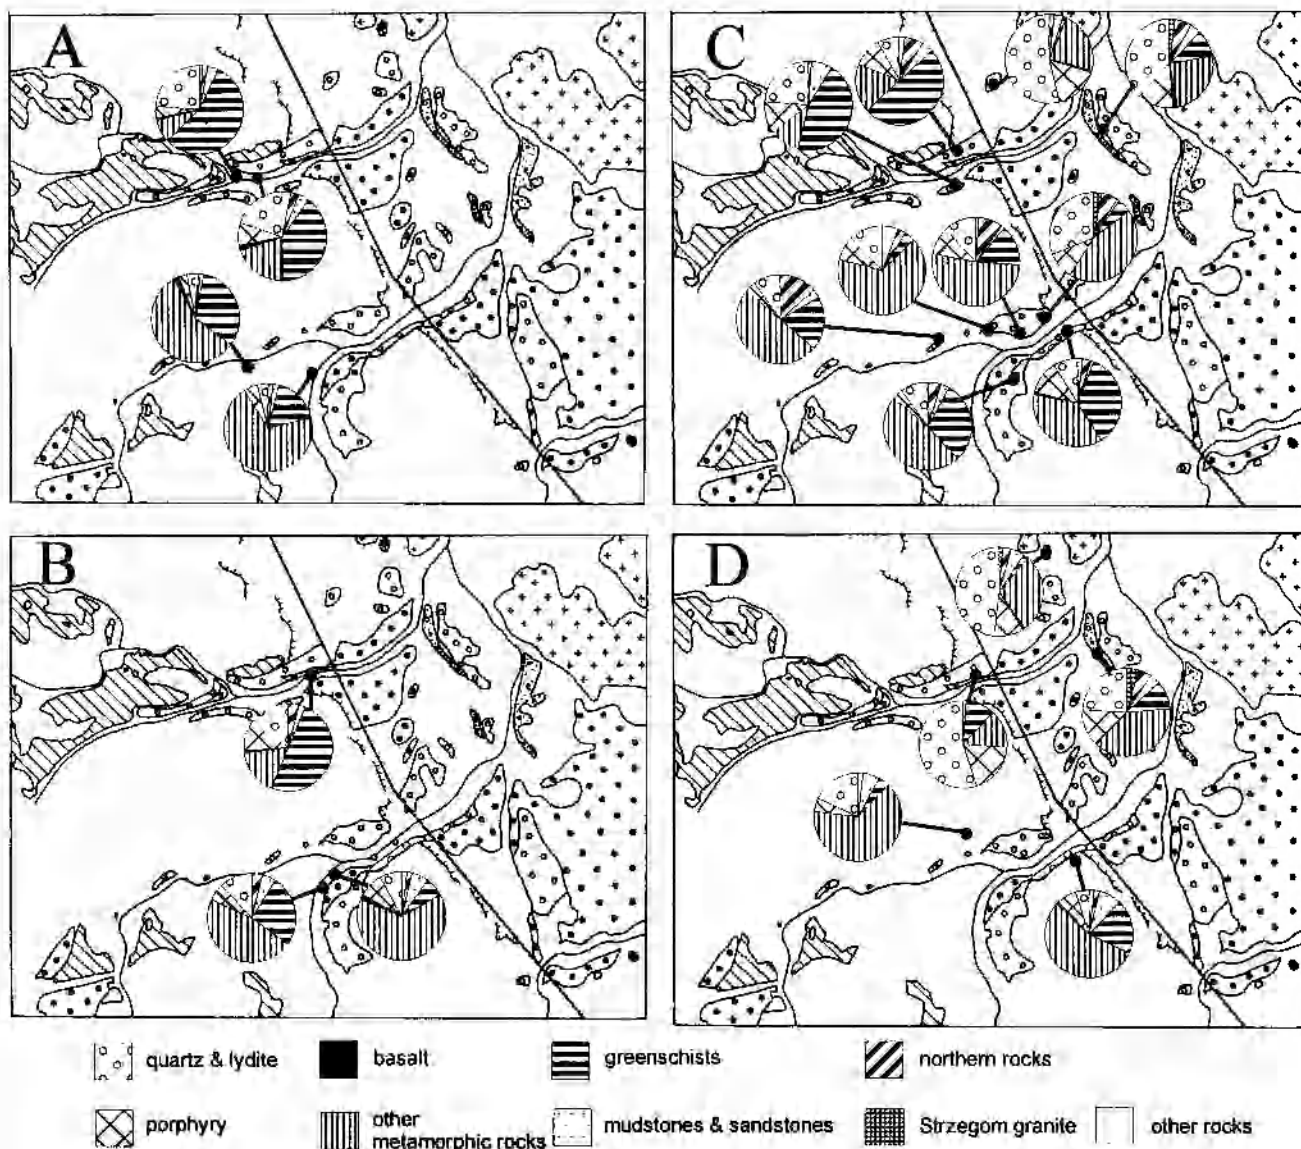 A
C
B
D
quartz & lydite
basalt
greenschists
northern rocks
porphyry
other
metamorphic rocks
mudstones & sandstones
Strzegom granite
other rocks